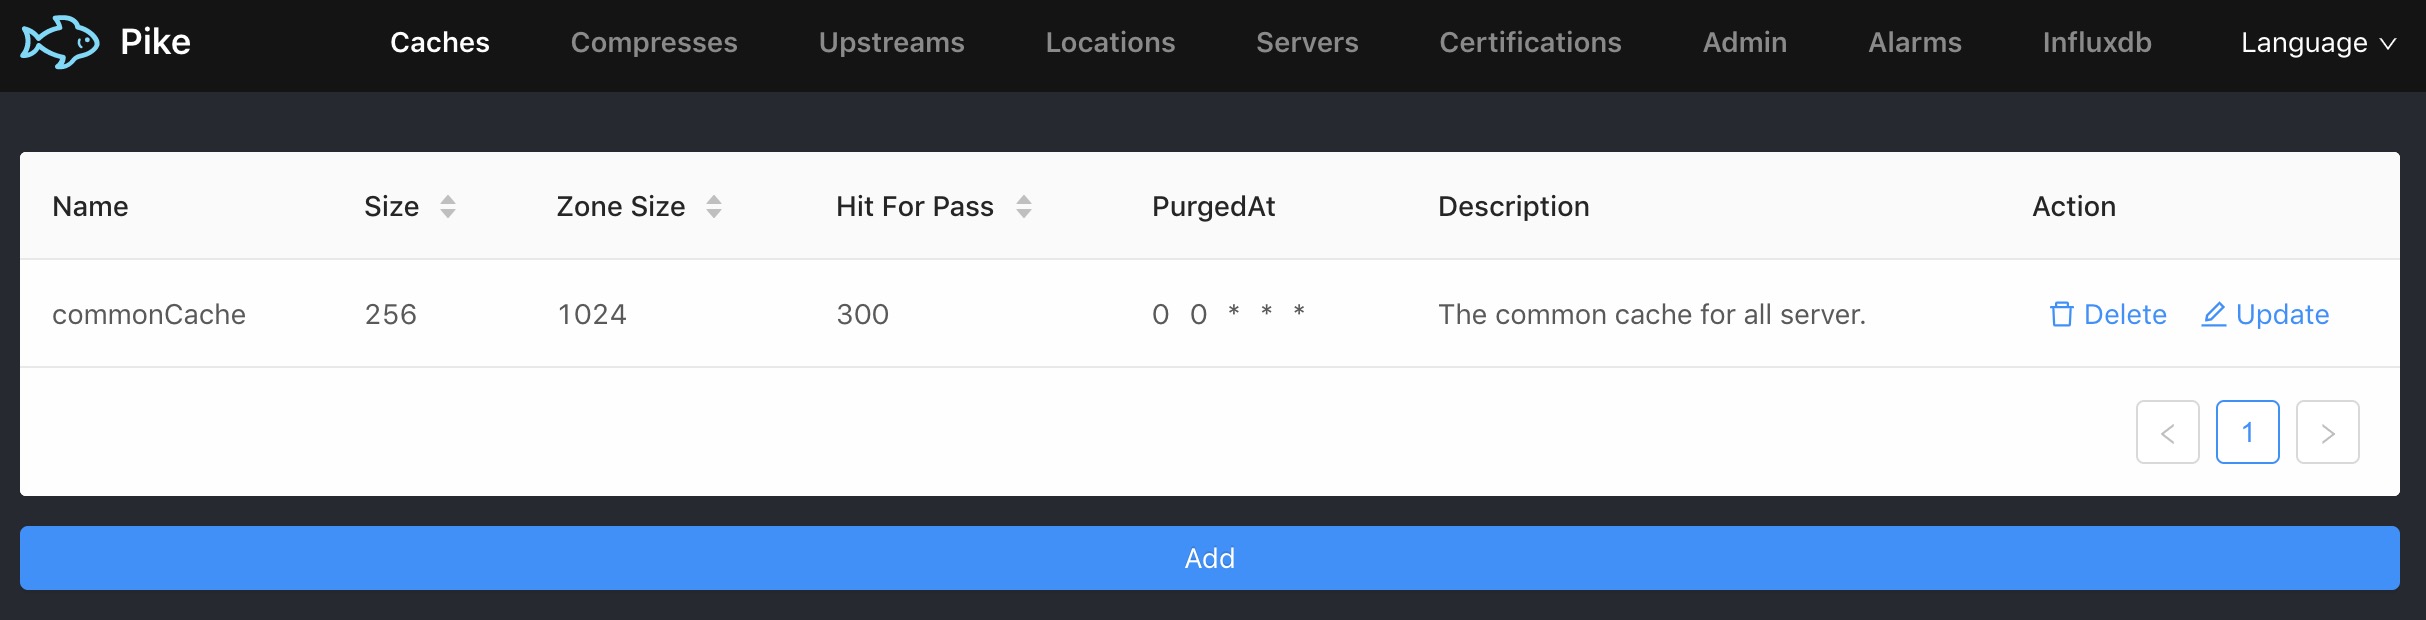 Pike Caches Compresses Upstreams Locations Servers Certifications Admin Alarms Influxdb Language
Name Size Zone Size Hit For Pass PurgedAt Description Action
commonCache 256 1024 300 0 0 * * * The common cache for all server. Delete Update
< 1 >
Add